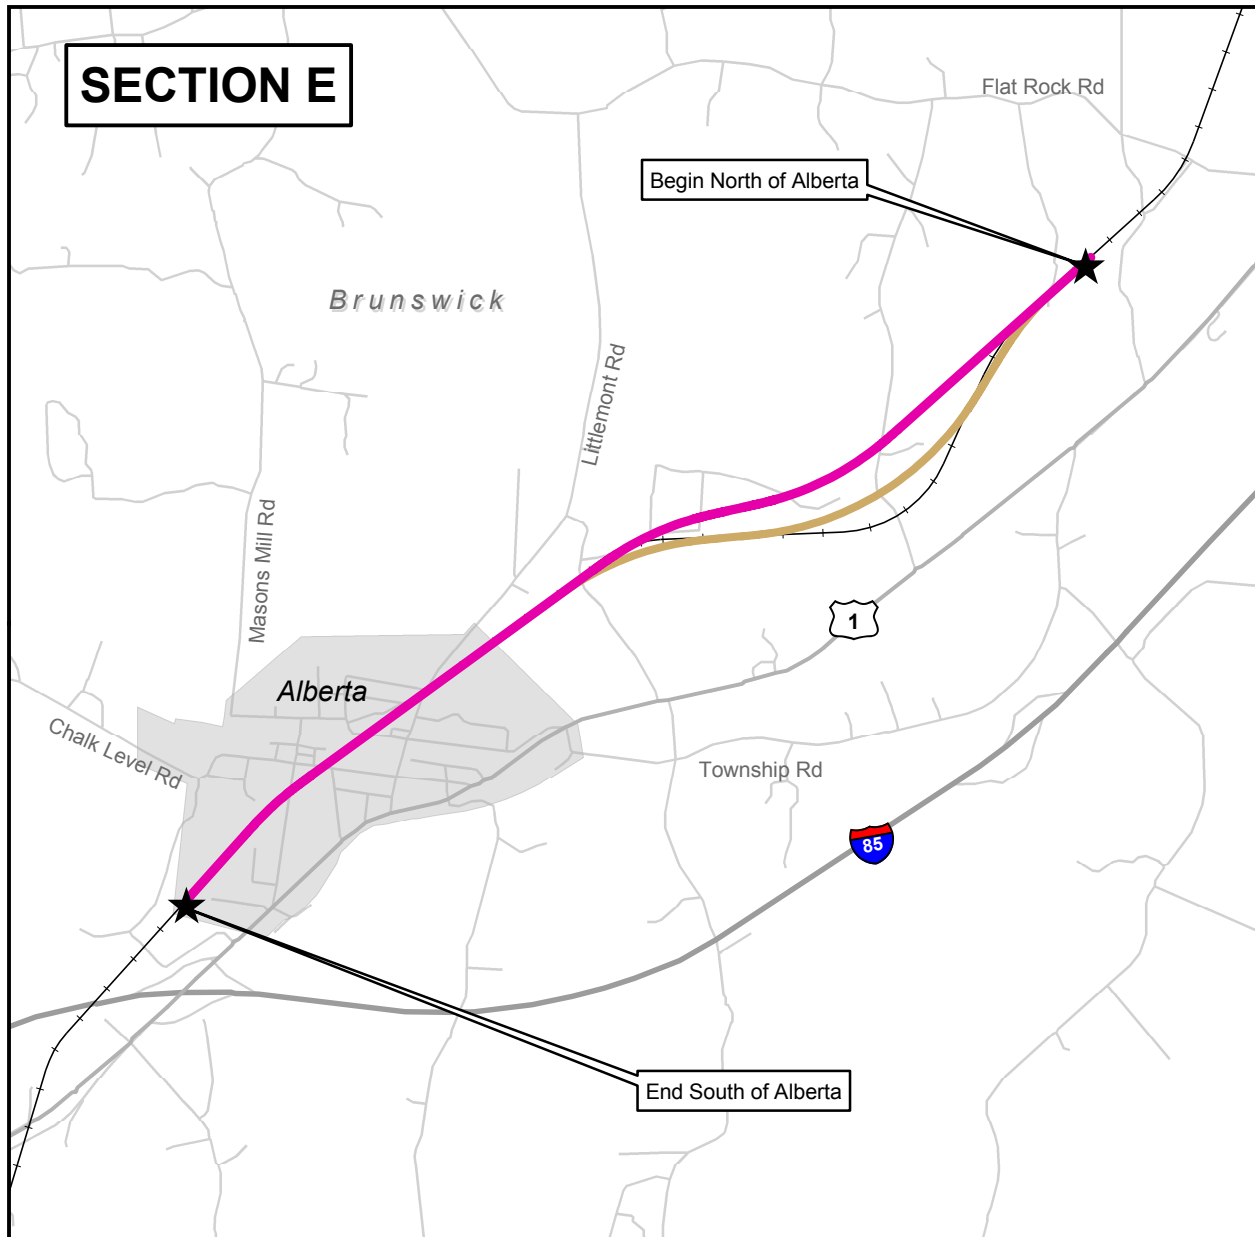 SECTION E
Flat Rock Rd
Begin North of Alberta
Brunswick
Littlemont Rd
Masons Mill Rd
1
Alberta
Chalk Level Rd
Township Rd
85
End South of Alberta